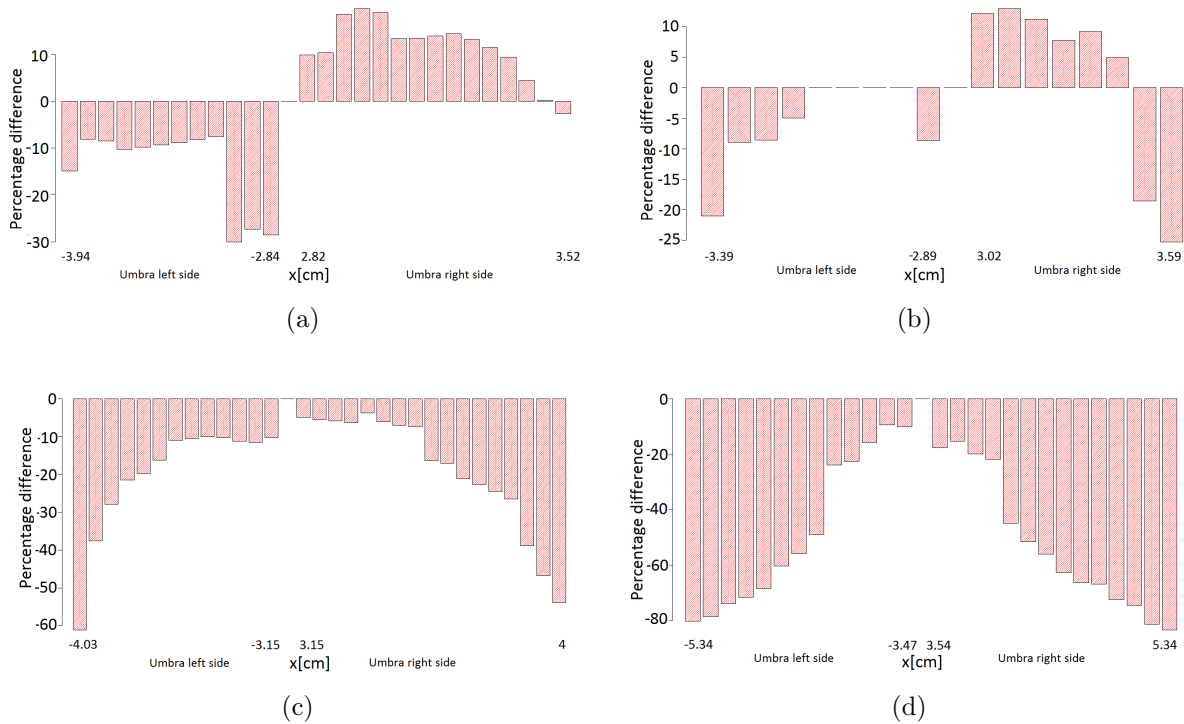 Percentage difference
10
0
-10
-20
-30
-3.94
-2.84
2.82
3.52
Umbra left side
x[cm]
Umbra right side
(a)
Percentage difference
10
5
0
-5
-10
-15
-20
-25
-3.39
-2.89
3.02
3.59
Umbra left side
x[cm]
Umbra right side
(b)
Percentage difference
0
-10
-20
-30
-40
-50
-60
-4.03
-3.15
3.15
4
Umbra left side
x[cm]
Umbra right side
(c)
Percentage difference
0
-20
-40
-60
-80
-5.34
-3.47
3.54
5.34
Umbra left side
x[cm]
Umbra right side
(d)